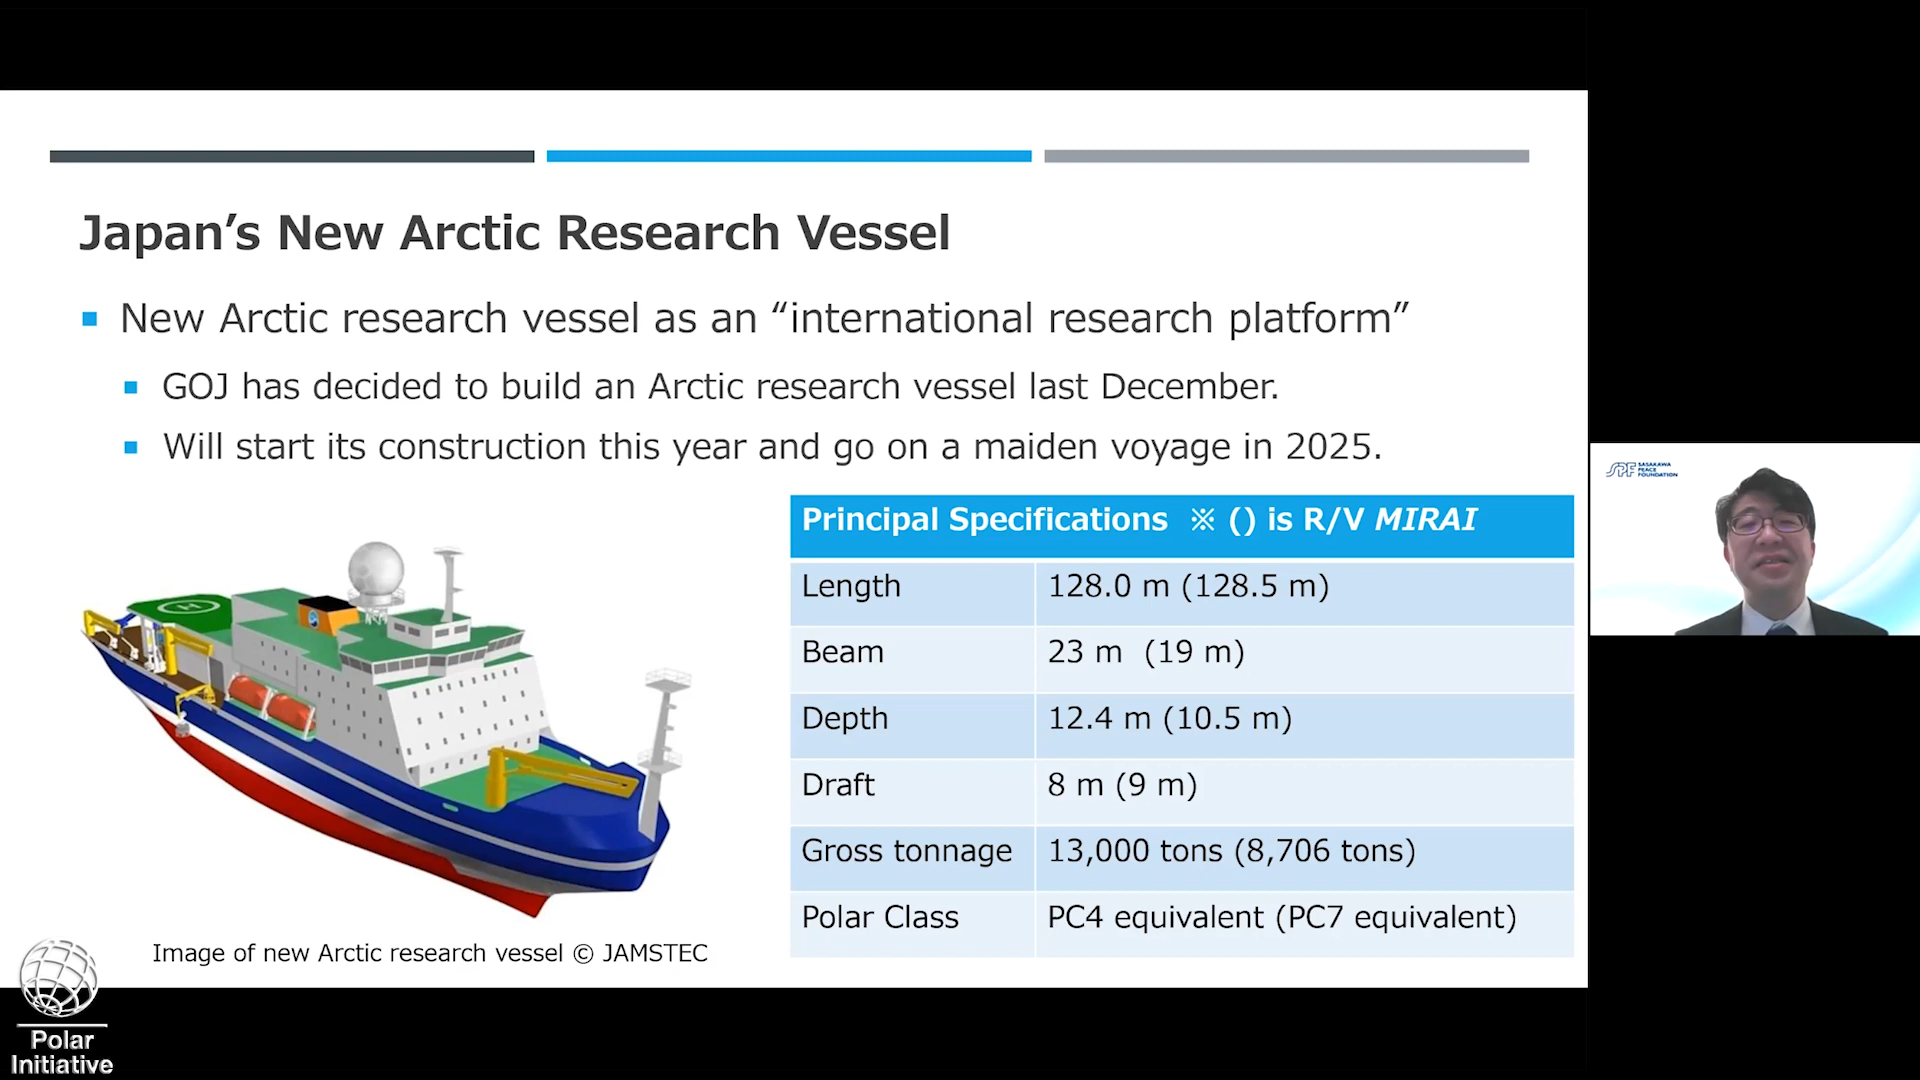 Japan’s New Arctic Research Vessel
New Arctic research vessel as an “international research platform”
GOJ has decided to build an Arctic research vessel last December.
Will start its construction this year and go on a maiden voyage in 2025.
Principal Specifications ※ () is R/V MIRAI
Length 128.0 m (128.5 m)
Beam 23 m (19 m)
Depth 12.4 m (10.5 m)
Draft 8 m (9 m)
Gross tonnage 13,000 tons (8,706 tons)
Polar Class PC4 equivalent (PC7 equivalent)
Image of new Arctic research vessel © JAMSTEC
Polar
Initiative
SPF SASAKAWA
PEACE
FOUNDATION